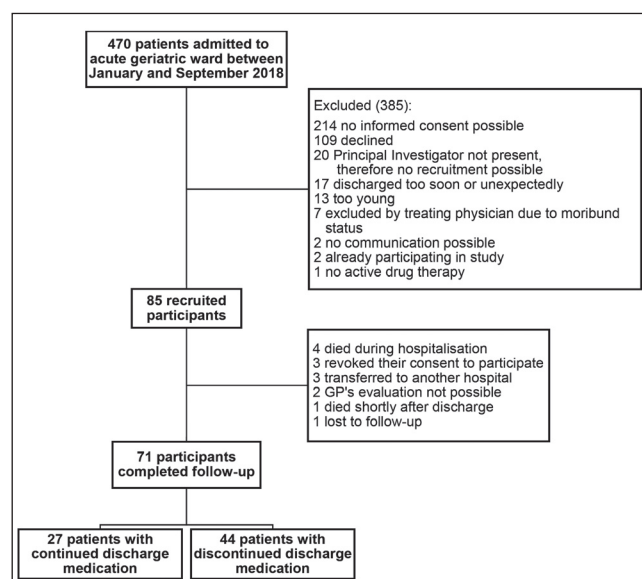 470 patients admitted to
acute geriatric ward between
January and September 2018
Excluded (385):
214 no informed consent possible
109 declined
20 Principal Investigator not present,
therefore no recruitment possible
17 discharged too soon or unexpectedly
13 too young
7 excluded by treating physician due to moribund
status
2 no communication possible
2 already participating in study
1 no active drug therapy
85 recruited
participants
4 died during hospitalisation
3 revoked their consent to participate
3 transferred to another hospital
2 GP's evaluation not possible
1 died shortly after discharge
1 lost to follow-up
71 participants
completed follow-up
27 patients with
continued discharge
medication
44 patients with
discontinued discharge
medication